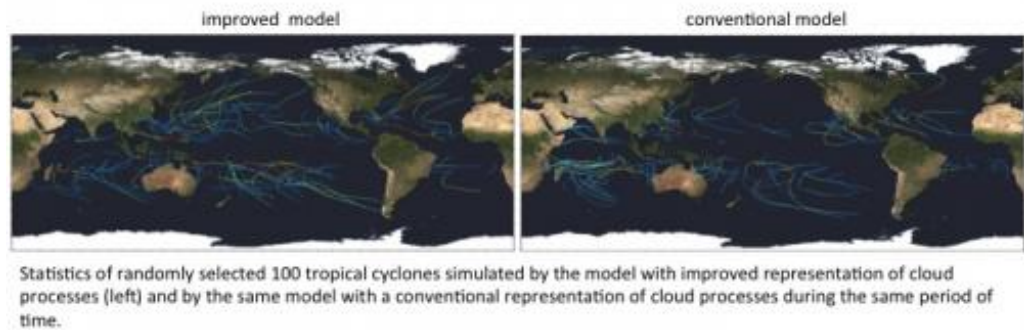 improved model
conventional model
Statistics of randomly selected 100 tropical cyclones simulated by the model with improved representation of cloud
processes (left) and by the same model with a conventional representation of cloud processes during the same period of
time.